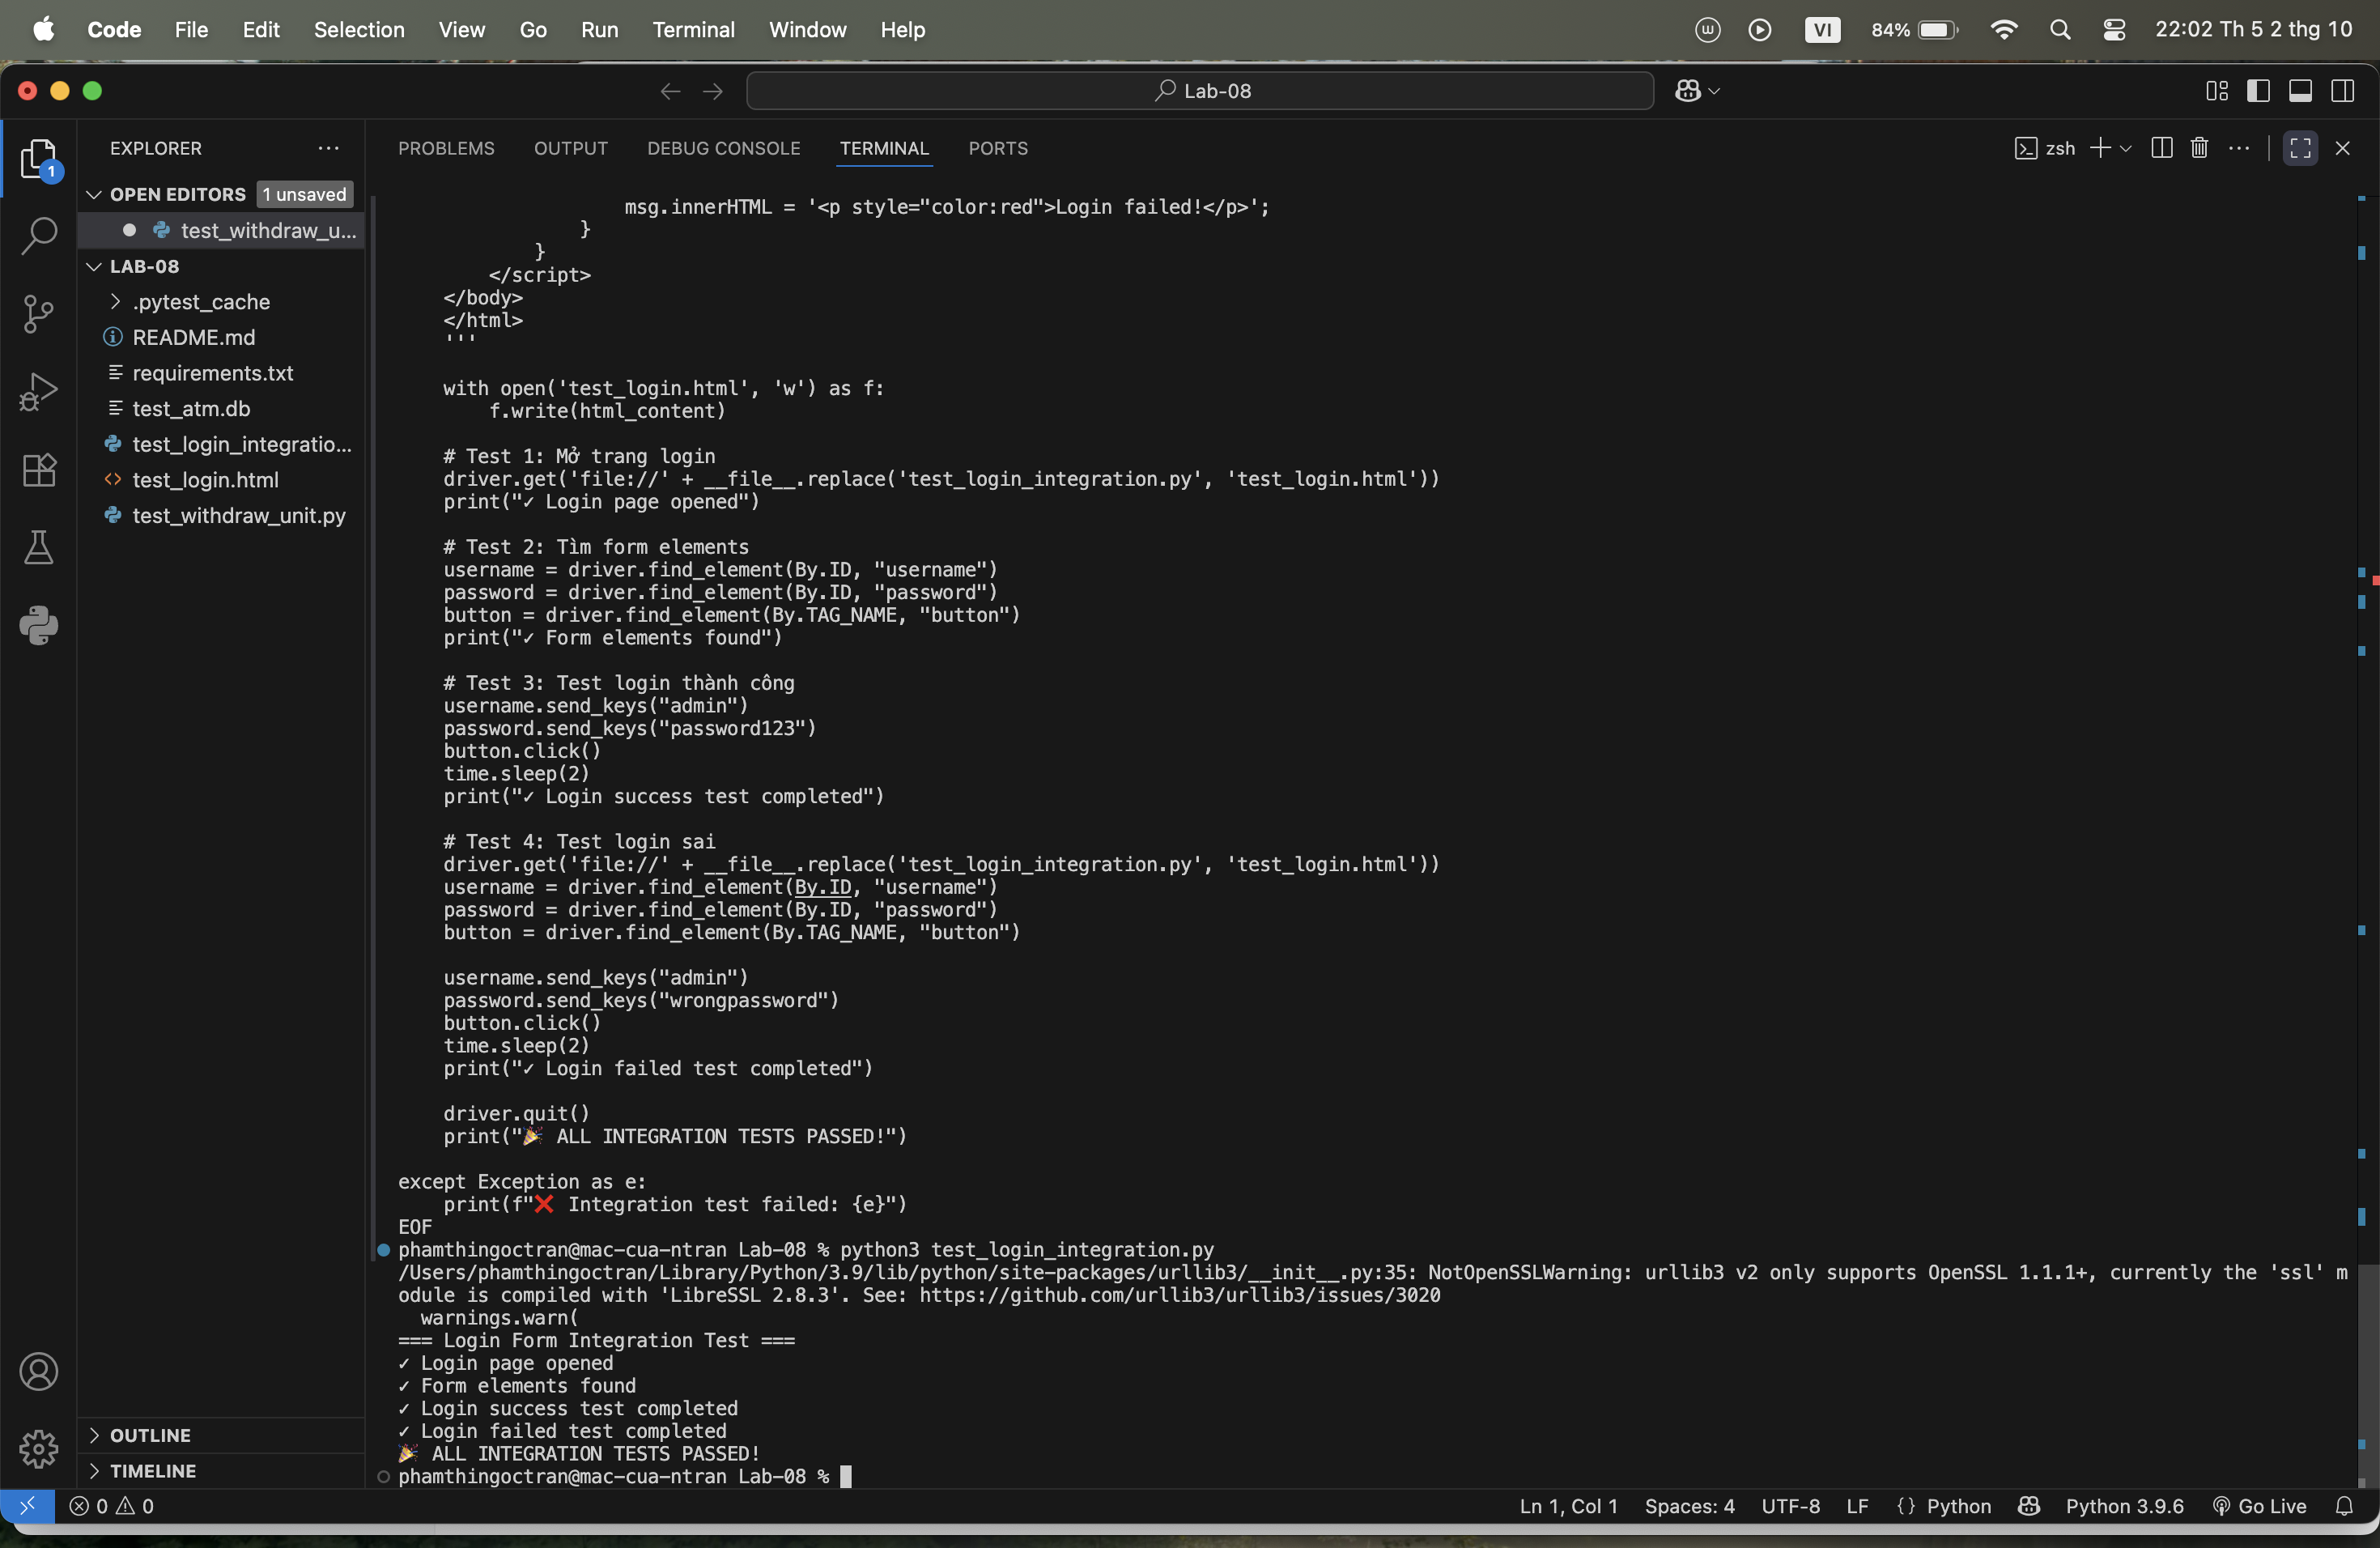 Code File Edit Selection View Go Run Terminal Window Help VI 84% 22:02 Th 5 2 thg 10
Lab-08
EXPLORER
OPEN EDITORS 1 unsaved
test_withdraw_u...
LAB-08
.pytest_cache
README.md
requirements.txt
test_atm.db
test_login_integratio...
test_login.html
test_withdraw_unit.py
OUTLINE
TIMELINE
PROBLEMS OUTPUT DEBUG CONSOLE TERMINAL PORTS
zsh
msg.innerHTML = '<p style="color:red">Login failed!</p>';
}
}
</script>
</body>
</html>
'''
with open('test_login.html', 'w') as f:
f.write(html_content)
# Test 1: Mở trang login
driver.get('file://' + __file__.replace('test_login_integration.py', 'test_login.html'))
print("✓ Login page opened")
# Test 2: Tìm form elements
username = driver.find_element(By.ID, "username")
password = driver.find_element(By.ID, "password")
button = driver.find_element(By.TAG_NAME, "button")
print("✓ Form elements found")
# Test 3: Test login thành công
username.send_keys("admin")
password.send_keys("password123")
button.click()
time.sleep(2)
print("✓ Login success test completed")
# Test 4: Test login sai
driver.get('file://' + __file__.replace('test_login_integration.py', 'test_login.html'))
username = driver.find_element(By.ID, "username")
password = driver.find_element(By.ID, "password")
button = driver.find_element(By.TAG_NAME, "button")
username.send_keys("admin")
password.send_keys("wrongpassword")
button.click()
time.sleep(2)
print("✓ Login failed test completed")
driver.quit()
print("🎉 ALL INTEGRATION TESTS PASSED!")
except Exception as e:
print(f"❌ Integration test failed: {e}")
EOF
phamthingoctran@mac-cua-ntran Lab-08 % python3 test_login_integration.py
/Users/phamthingoctran/Library/Python/3.9/lib/python/site-packages/urllib3/__init__.py:35: NotOpenSSLWarning: urllib3 v2 only supports OpenSSL 1.1.1+, currently the 'ssl' m
odule is compiled with 'LibreSSL 2.8.3'. See: https://github.com/urllib3/urllib3/issues/3020
warnings.warn(
=== Login Form Integration Test ===
✓ Login page opened
✓ Form elements found
✓ Login success test completed
✓ Login failed test completed
🎉 ALL INTEGRATION TESTS PASSED!
phamthingoctran@mac-cua-ntran Lab-08 %
0 0 Ln 1, Col 1 Spaces: 4 UTF-8 LF {} Python Python 3.9.6 Go Live